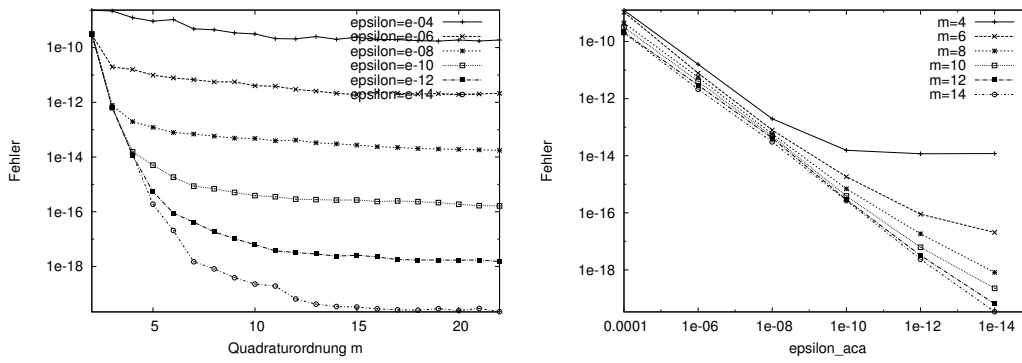 1e-10
1e-12
1e-14
1e-16
1e-18
Fehler
5
10
15
20
Quadraturordnung m
epsilon=e-04
epsilon=e-06
epsilon=e-08
epsilon=e-10
epsilon=e-12
epsilon=e-14
1e-10
1e-12
1e-14
1e-16
1e-18
Fehler
0.0001
1e-06
1e-08
1e-10
1e-12
1e-14
epsilon_aca
m=4
m=6
m=8
m=10
m=12
m=14